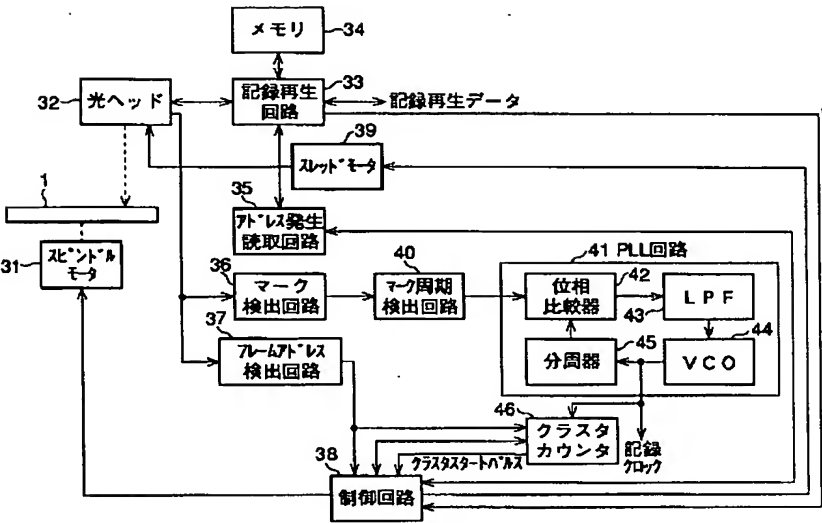 メモリ
34
32
光ヘッド
記録再生
回路
33
記録再生データ
39
スレッドモータ
1
35
アドレス発生
読取回路
31
スピンドル
モータ
36
マーク
検出回路
40
マーク周期
検出回路
41 PLL回路
位相
比較器
42
LPF
43
37
フレームアドレス
検出回路
分周器
45
VCO
44
46
クラスタ
カウンタ
記録
クロック
クラスタスタートパルス
38
制御回路